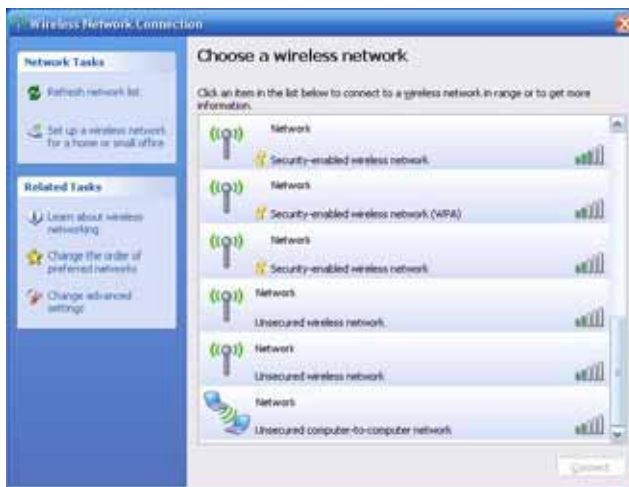 Wireless Network Connection
Network Tasks
Refresh network list
Set up a wireless network
for a home or small office
Related Tasks
Learn about wireless
networking
Change the order of
preferred networks
Change advanced
settings
Choose a wireless network
Click an item in the list below to connect to a wireless network in range or to get more
information.
Network
Security-enabled wireless network
Network
Security-enabled wireless network (WPA)
Network
Security-enabled wireless network
Network
Unsecured wireless network
Network
Unsecured wireless network
Network
Unsecured computer-to-computer network
Connect